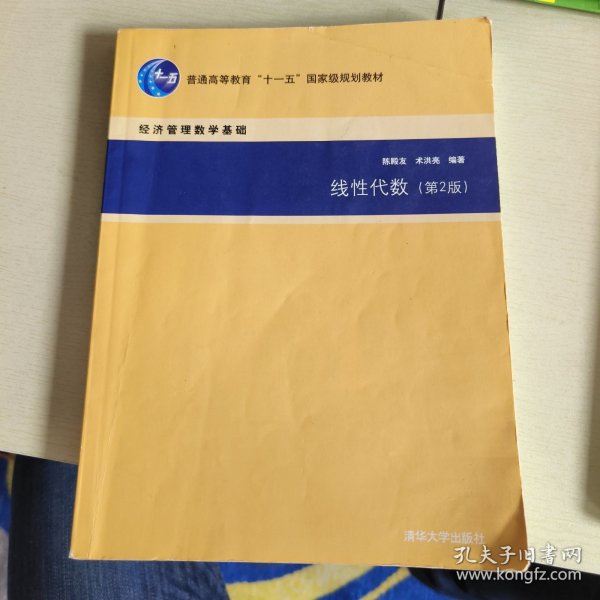 十一五
普通高等教育“十一五”国家级规划教材
经济管理数学基础
陈殿友 术洪亮 编著
线性代数（第2版）
清华大学出版社
孔夫子旧书网
www.kongfz.com